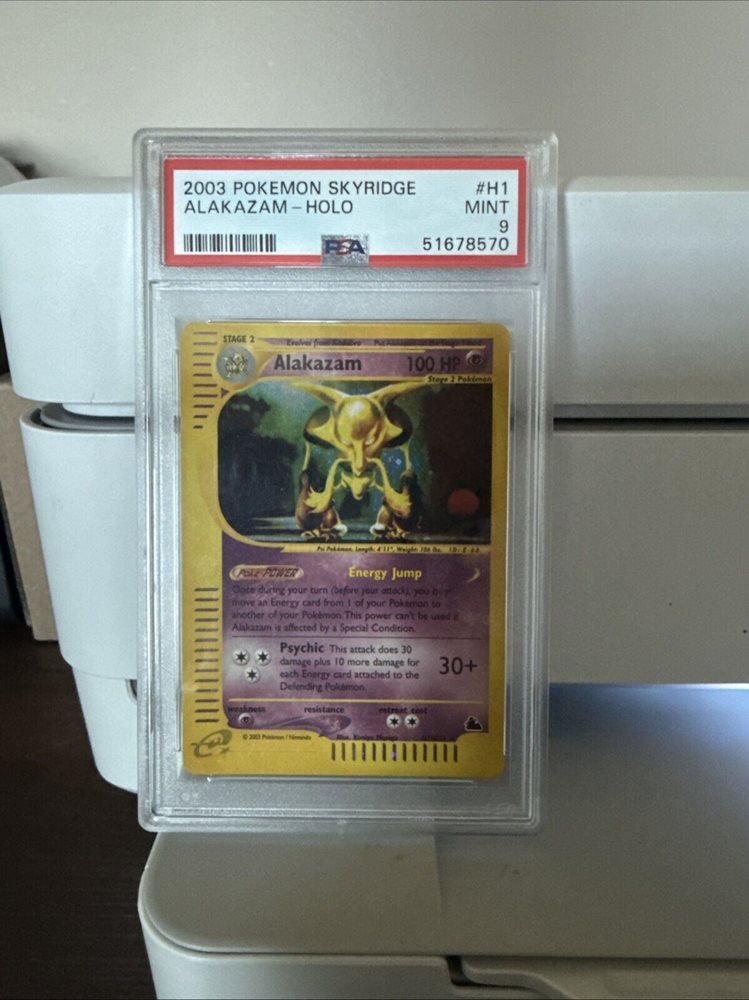 2003 POKEMON SKYRIDGE #H1
ALAKAZAM – HOLO MINT
9
PSA 51678570
STAGE 2 Evolves from Kadabra
Alakazam 100 HP
Stage 2 Pokémon
Psi Pokémon, Length: 4'11", Weight: 106 lbs.
Poké-POWER Energy Jump
Once during your turn (before your attack), you may
move an Energy card from 1 of your Pokémon to
another of your Pokémon. This power can't be used if
Alakazam is affected by a Special Condition.
Psychic This attack does 30
damage plus 10 more damage for
each Energy card attached to the
Defending Pokémon.
30+
weakness resistance retreat cost
© 2003 Pokémon / Nintendo